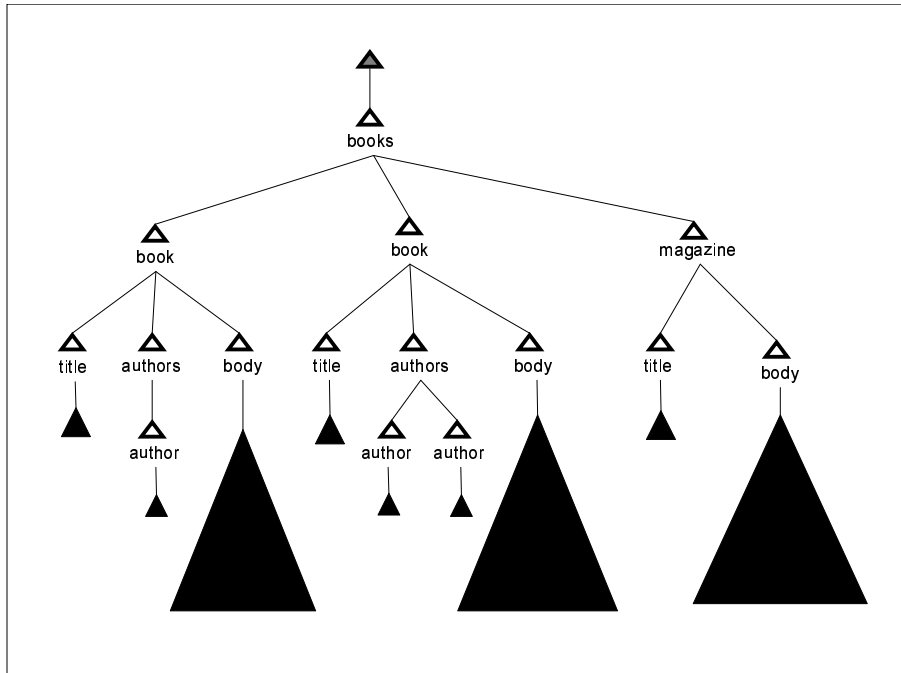 books
book
book
magazine
title authors body title authors body title body
author author author